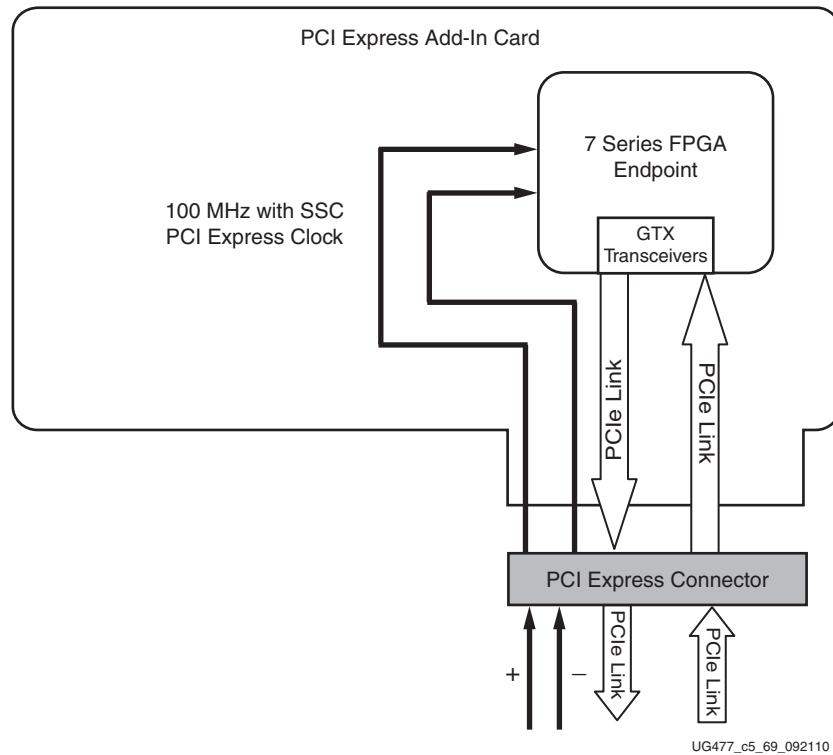 PCI Express Add-In Card
7 Series FPGA
Endpoint
100 MHz with SSC
PCI Express Clock
GTX
Transceivers
PCIe Link
PCIe Link
PCI Express Connector
+
–
PCIe Link
PCIe Link
UG477_c5_69_092110